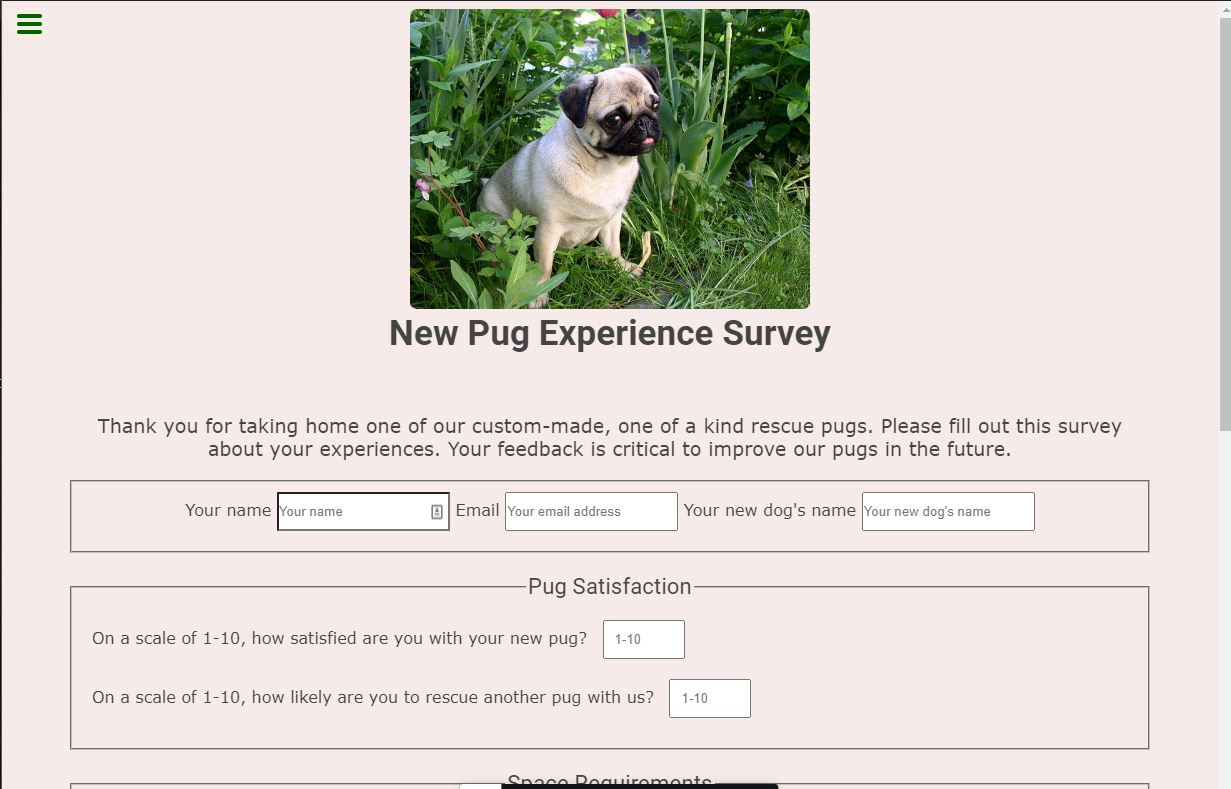 New Pug Experience Survey
Thank you for taking home one of our custom-made, one of a kind rescue pugs. Please fill out this survey
about your experiences. Your feedback is critical to improve our pugs in the future.
Your name Your name Email Your email address Your new dog's name Your new dog's name
Pug Satisfaction
On a scale of 1-10, how satisfied are you with your new pug? 1-10
On a scale of 1-10, how likely are you to rescue another pug with us? 1-10
Space Requirements